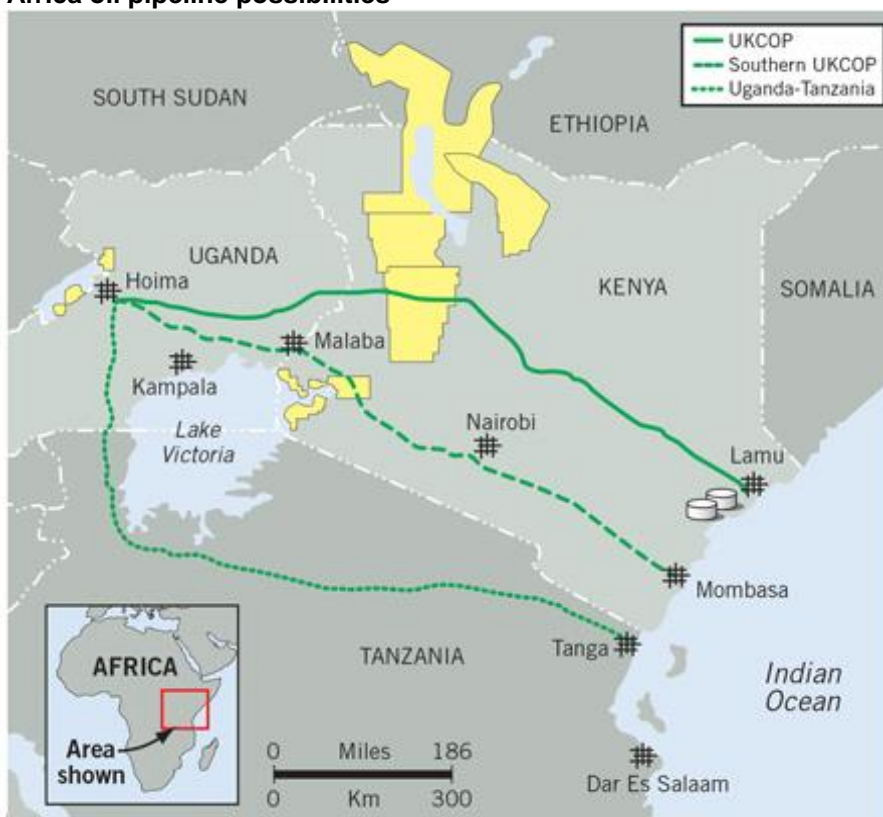 Africa oil pipeline possibilities
UKCOP
Southern UKCOP
Uganda-Tanzania
SOUTH SUDAN
ETHIOPIA
UGANDA
Hoima
KENYA
SOMALIA
Malaba
Kampala
Nairobi
Lake
Victoria
Lamu
Mombasa
Tanga
TANZANIA
Indian
Ocean
AFRICA
Area
shown
0 Miles 186
0 Km 300
Dar Es Salaam